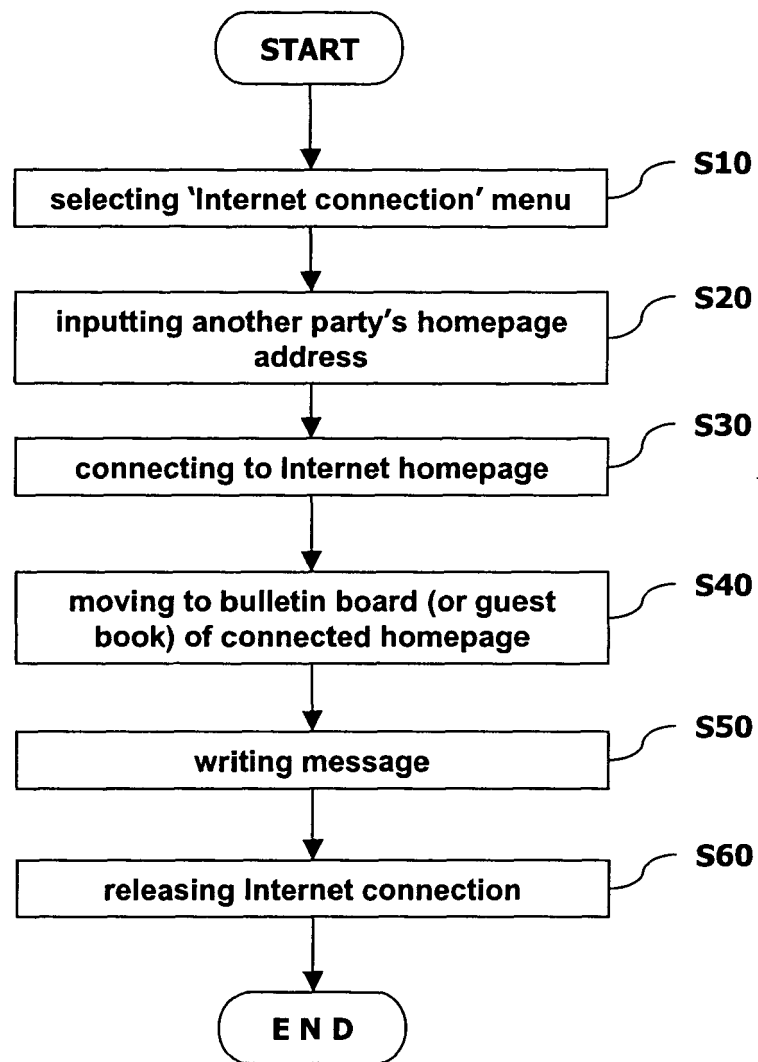 START
S10
selecting ‘Internet connection’ menu
S20
inputting another party′s homepage
address
S30
connecting to Internet homepage
S40
moving to bulletin board (or guest
book) of connected homepage
S50
writing message
S60
releasing Internet connection
E N D